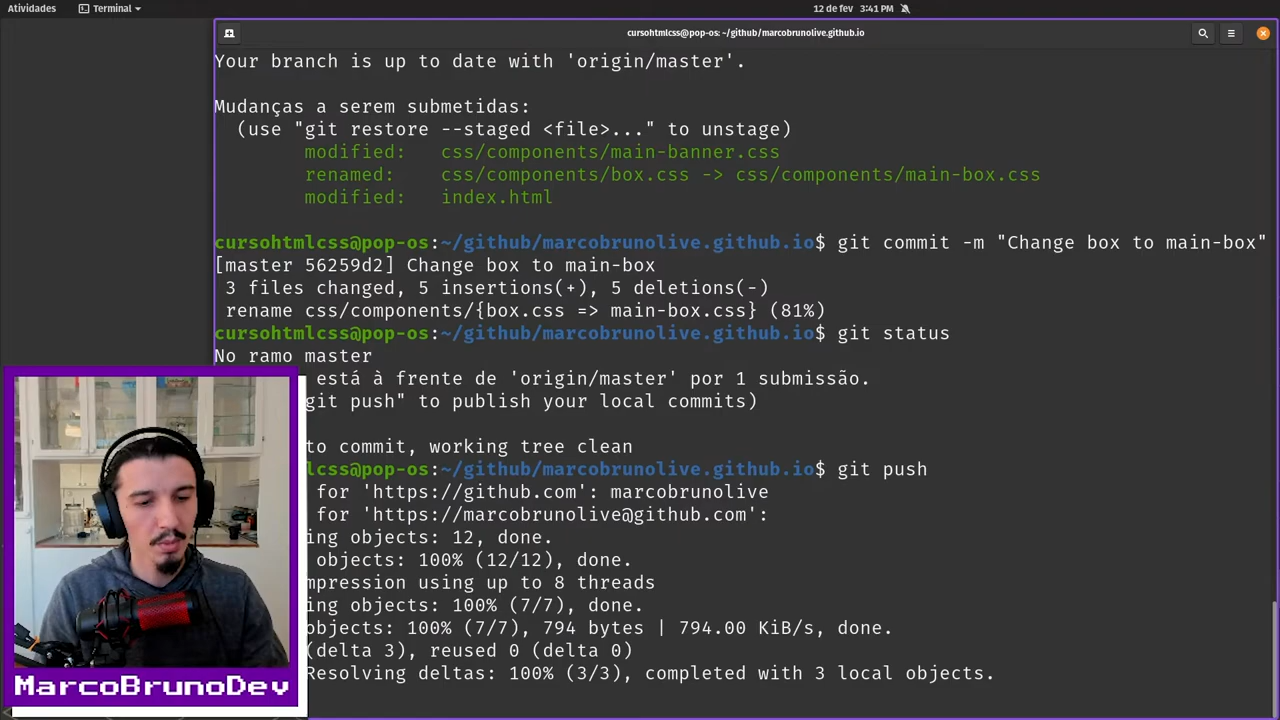 Atividades Terminal 12 de fev 3:41 PM
cursohtmlcss@pop-os: ~/github/marcobrunolive.github.io
Your branch is up to date with 'origin/master'.
Mudanças a serem submetidas:
(use "git restore --staged <file>..." to unstage)
modified: css/components/main-banner.css
renamed: css/components/box.css -> css/components/main-box.css
modified: index.html
cursohtmlcss@pop-os:~/github/marcobrunolive.github.io$ git commit -m "Change box to main-box"
[master 56259d2] Change box to main-box
3 files changed, 5 insertions(+), 5 deletions(-)
rename css/components/{box.css => main-box.css} (81%)
cursohtmlcss@pop-os:~/github/marcobrunolive.github.io$ git status
No ramo master
está à frente de 'origin/master' por 1 submissão.
git push" to publish your local commits)
to commit, working tree clean
lcss@pop-os:~/github/marcobrunolive.github.io$ git push
for 'https://github.com': marcobrunolive
for 'https://marcobrunolive@github.com':
ing objects: 12, done.
objects: 100% (12/12), done.
mpression using up to 8 threads
ing objects: 100% (7/7), done.
objects: 100% (7/7), 794 bytes | 794.00 KiB/s, done.
(delta 3), reused 0 (delta 0)
Resolving deltas: 100% (3/3), completed with 3 local objects.
MarcoBrunoDev